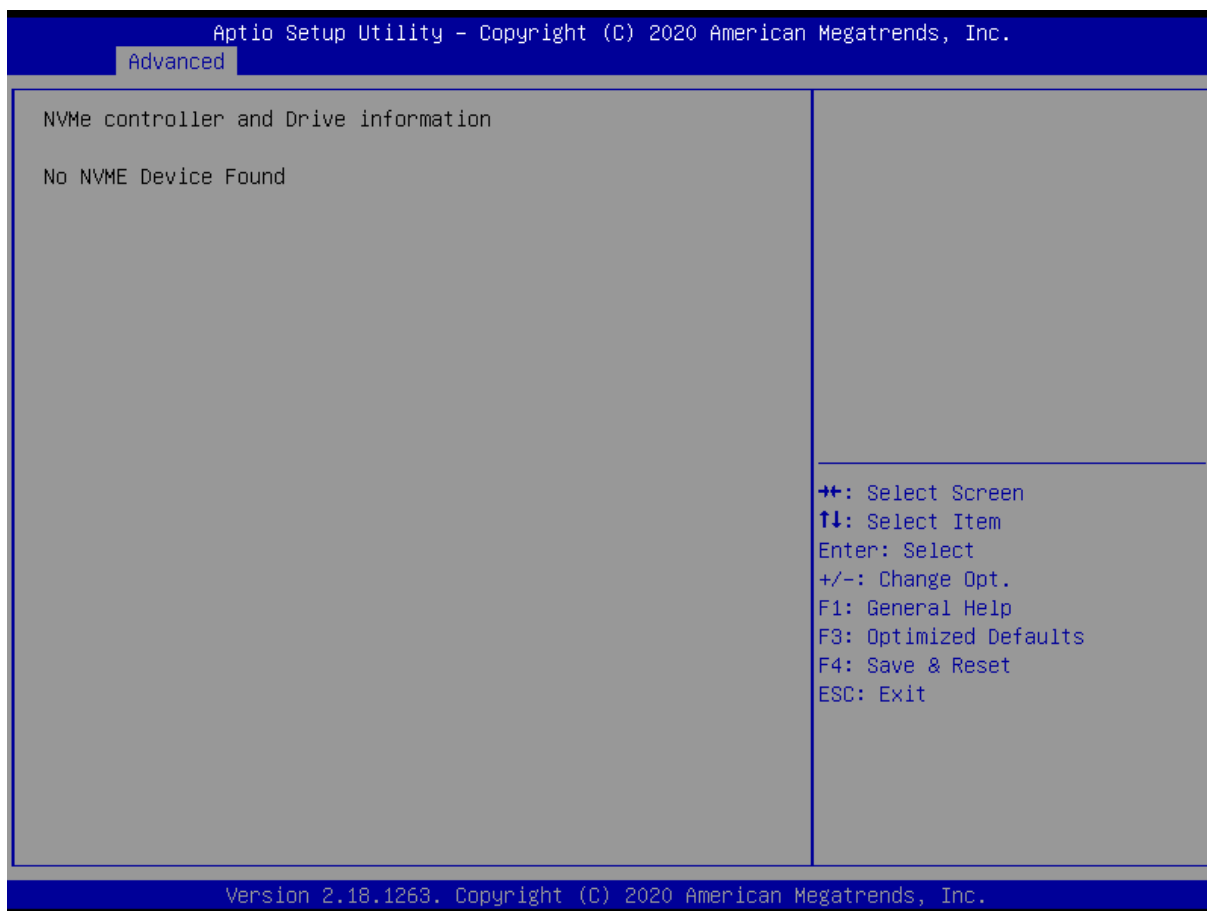 Aptio Setup Utility – Copyright (C) 2020 American Megatrends, Inc.
Advanced
NVMe controller and Drive information
No NVME Device Found
→←: Select Screen
↑↓: Select Item
Enter: Select
+/-: Change Opt.
F1: General Help
F3: Optimized Defaults
F4: Save & Reset
ESC: Exit
Version 2.18.1263. Copyright (C) 2020 American Megatrends, Inc.